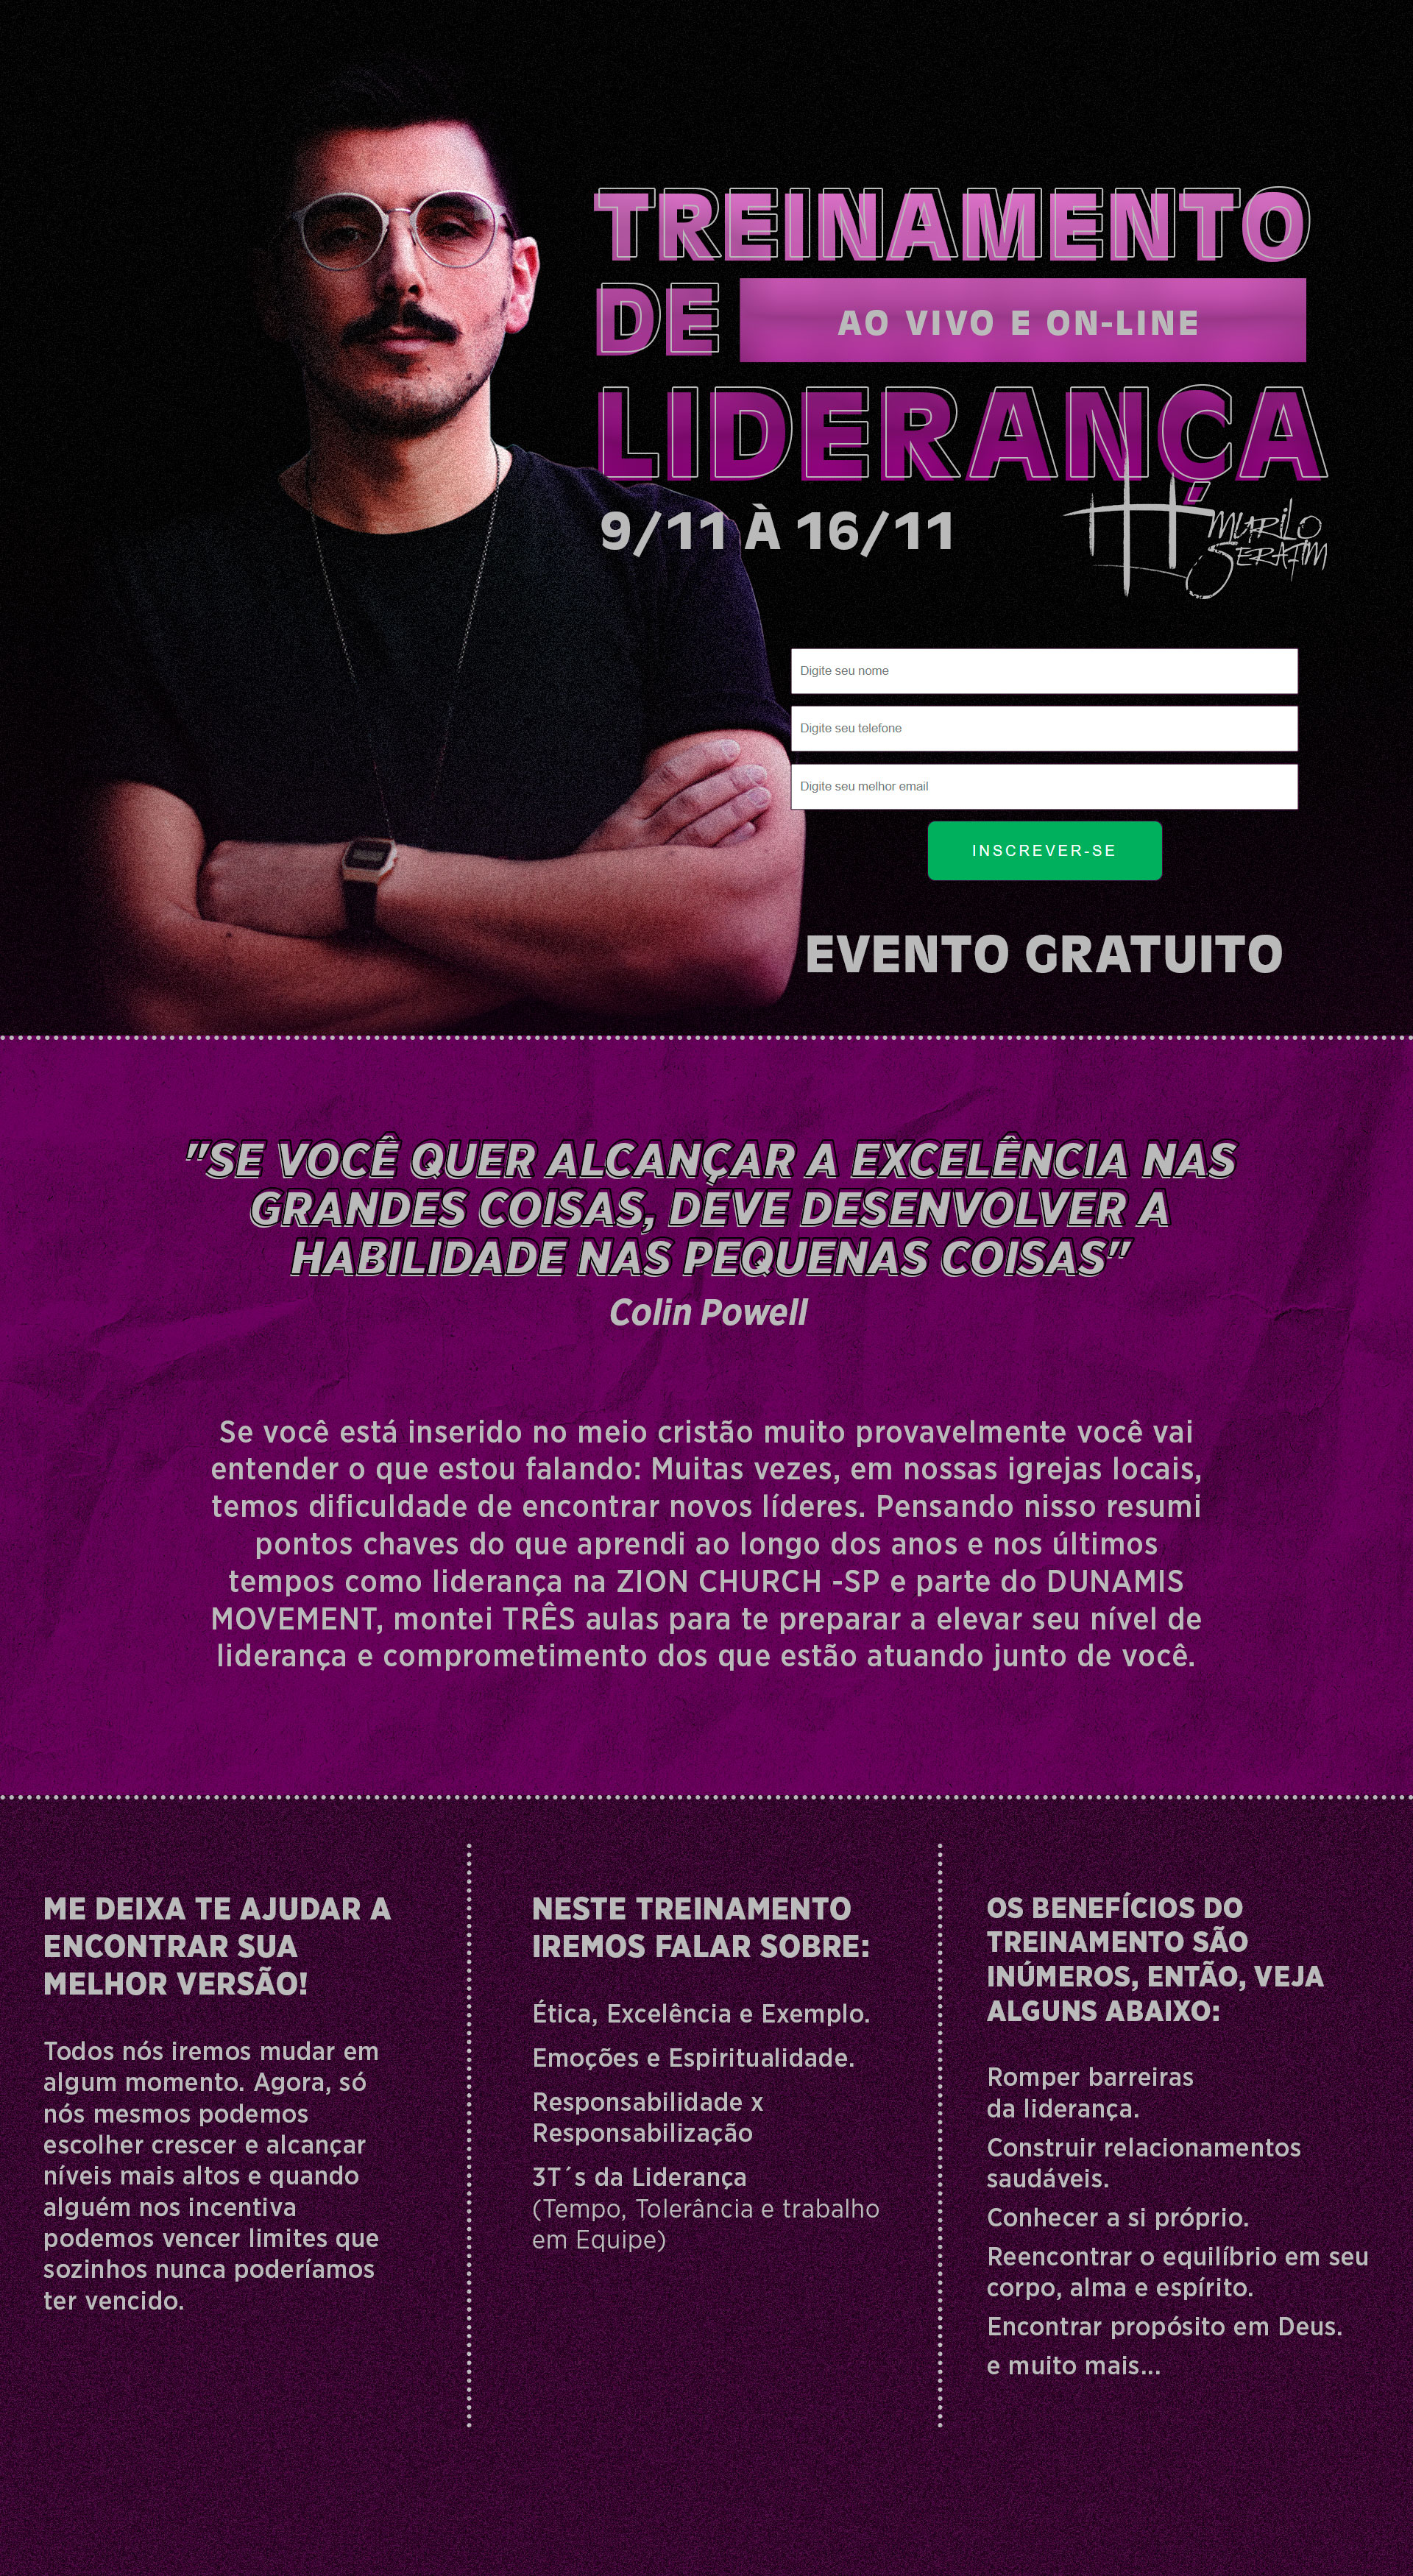 TREINAMENTO
DE
AO VIVO E ON-LINE
LIDERANÇA
9/11 À 16/11
MURILO
SERAFIM
Digite seu nome
Digite seu telefone
Digite seu melhor email
INSCREVER-SE
EVENTO GRATUITO
"SE VOCÊ QUER ALCANÇAR A EXCELÊNCIA NAS
GRANDES COISAS, DEVE DESENVOLVER A
HABILIDADE NAS PEQUENAS COISAS"
Colin Powell
Se você está inserido no meio cristão muito provavelmente você vai
entender o que estou falando: Muitas vezes, em nossas igrejas locais,
temos dificuldade de encontrar novos líderes. Pensando nisso resumi
pontos chaves do que aprendi ao longo dos anos e nos últimos
tempos como liderança na ZION CHURCH -SP e parte do DUNAMIS
MOVEMENT, montei TRÊS aulas para te preparar a elevar seu nível de
liderança e comprometimento dos que estão atuando junto de você.
ME DEIXA TE AJUDAR A
ENCONTRAR SUA
MELHOR VERSÃO!
Todos nós iremos mudar em
algum momento. Agora, só
nós mesmos podemos
escolher crescer e alcançar
níveis mais altos e quando
alguém nos incentiva
podemos vencer limites que
sozinhos nunca poderíamos
ter vencido.
NESTE TREINAMENTO
IREMOS FALAR SOBRE:
Ética, Excelência e Exemplo.
Emoções e Espiritualidade.
Responsabilidade x
Responsabilização
3T´s da Liderança
(Tempo, Tolerância e trabalho
em Equipe)
OS BENEFÍCIOS DO
TREINAMENTO SÃO
INÚMEROS, ENTÃO, VEJA
ALGUNS ABAIXO:
Romper barreiras
da liderança.
Construir relacionamentos
saudáveis.
Conhecer a si próprio.
Reencontrar o equilíbrio em seu
corpo, alma e espírito.
Encontrar propósito em Deus.
e muito mais...